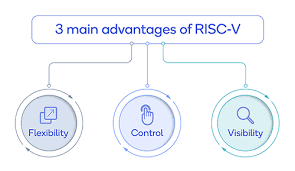 3 main advantages of RISC-V
Flexibility
Control
Visibility